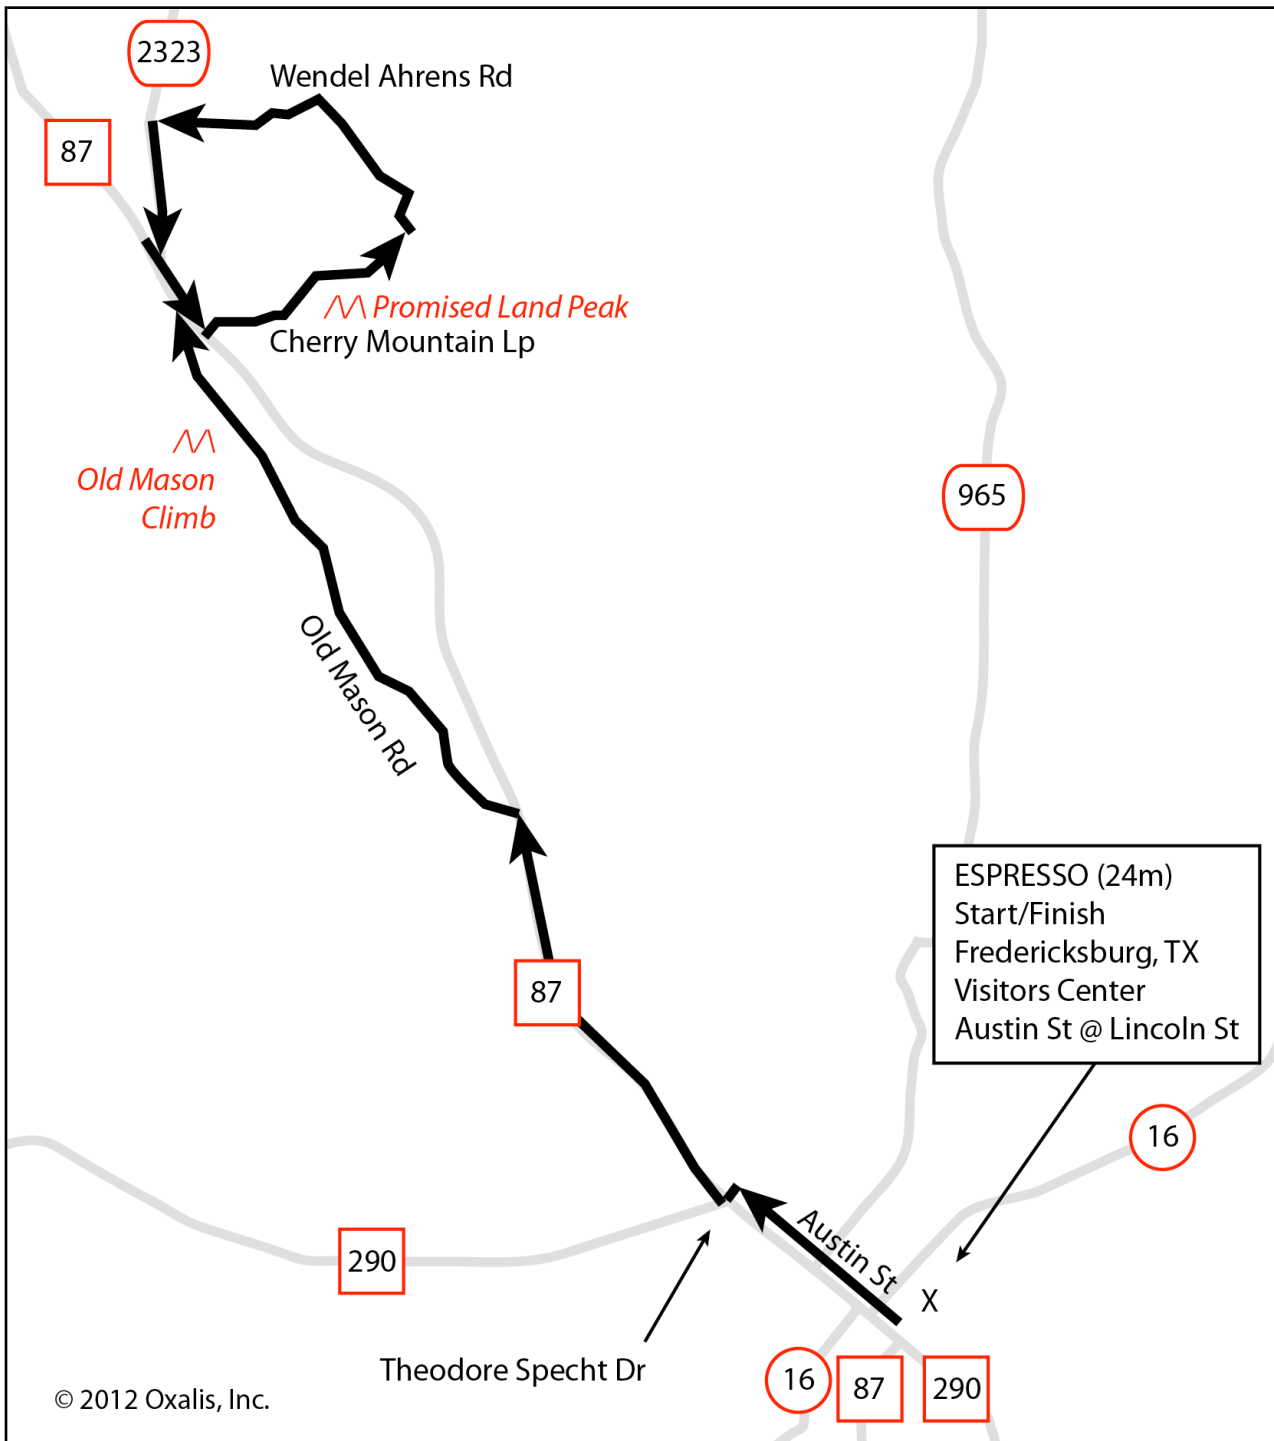 2323
Wendel Ahrens Rd
87
/\/\ Promised Land Peak
Cherry Mountain Lp
/\/\
Old Mason
Climb
965
Old Mason Rd
ESPRESSO (24m)
Start/Finish
Fredericksburg, TX
Visitors Center
Austin St @ Lincoln St
87
16
Austin St
290
X
Theodore Specht Dr
16
87
290
© 2012 Oxalis, Inc.